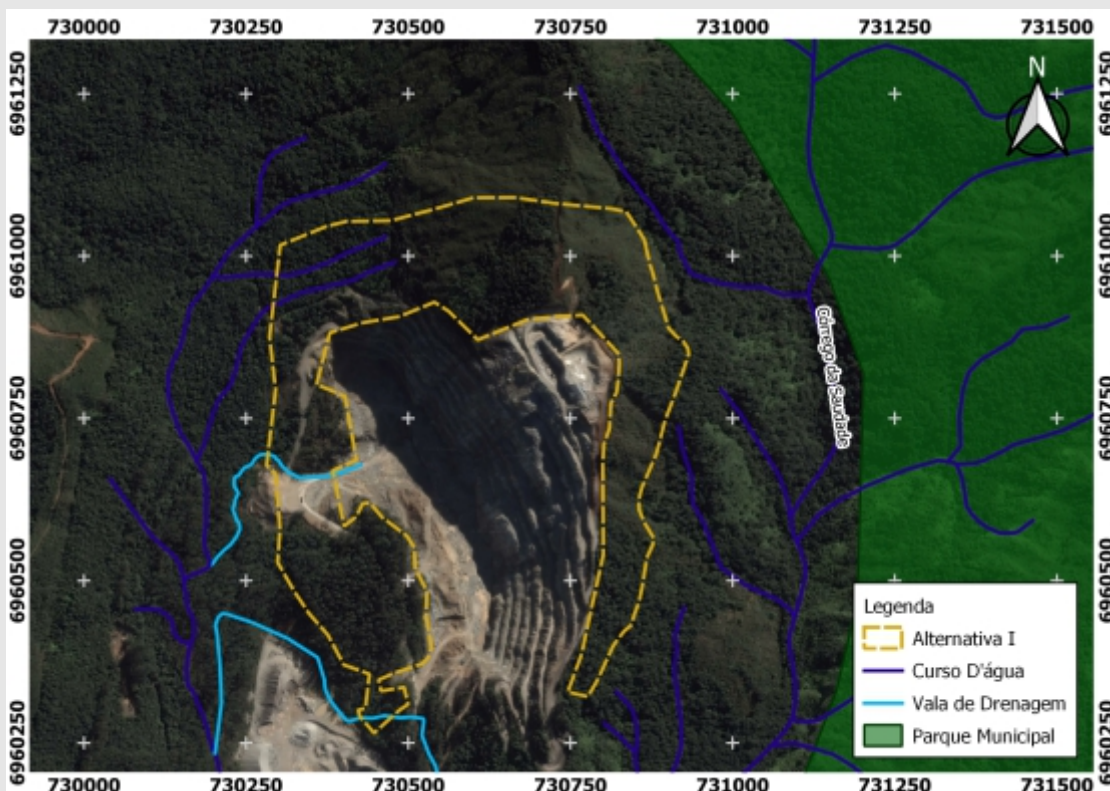 730000 730250 730500 730750 731000 731250 731500
6961250
6961000
6960750
6960500
6960250
N
Córrego da Saudade
6961250
6961000
6960750
6960500
6960250
Legenda
Alternativa I
Curso D'água
Vala de Drenagem
Parque Municipal
730000 730250 730500 730750 731000 731250 731500